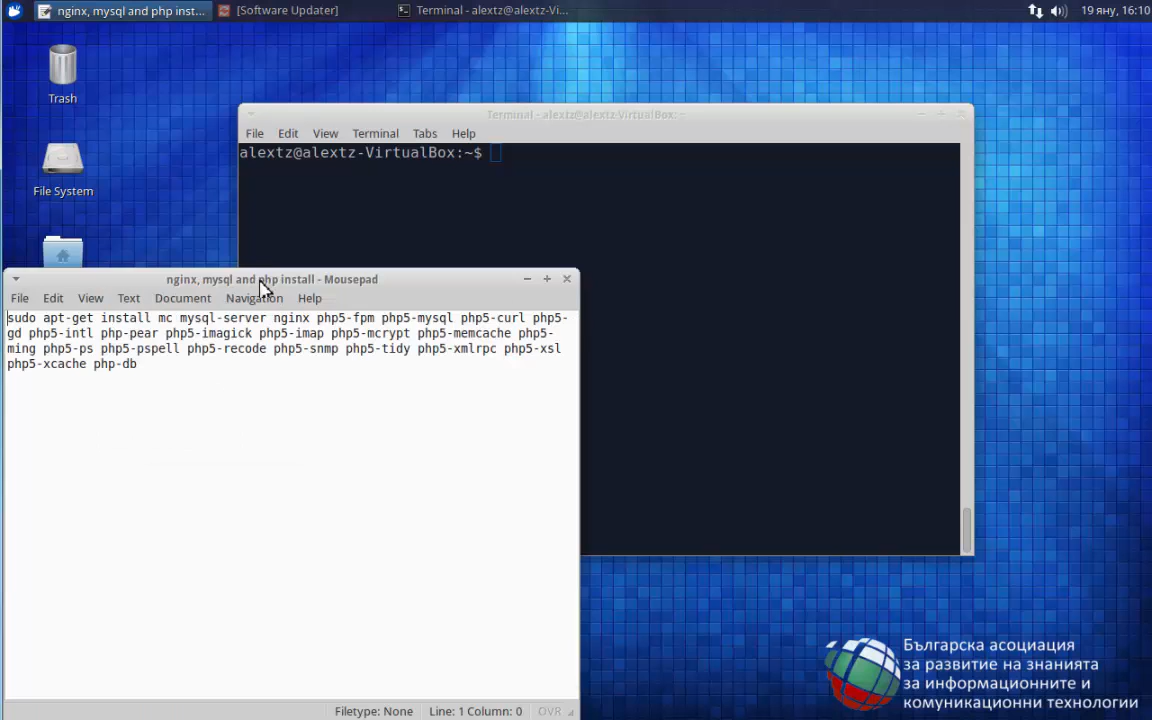 nginx, mysql and php inst...
[Software Updater]
Terminal - alextz@alextz-Vi...
19 яну, 16:10
Trash
File System
Terminal - alextz@alextz-VirtualBox: ~
File Edit View Terminal Tabs Help
alextz@alextz-VirtualBox:~$
nginx, mysql and php install - Mousepad
File Edit View Text Document Navigation Help
sudo apt-get install mc mysql-server nginx php5-fpm php5-mysql php5-curl php5-
gd php5-intl php-pear php5-imagick php5-imap php5-mcrypt php5-memcache php5-
ming php5-ps php5-pspell php5-recode php5-snmp php5-tidy php5-xmlrpc php5-xsl
php5-xcache php-db
Filetype: None Line: 1 Column: 0 OVR
Българска асоциация
за развитие на знанията
за информационните и
комуникационни технологии